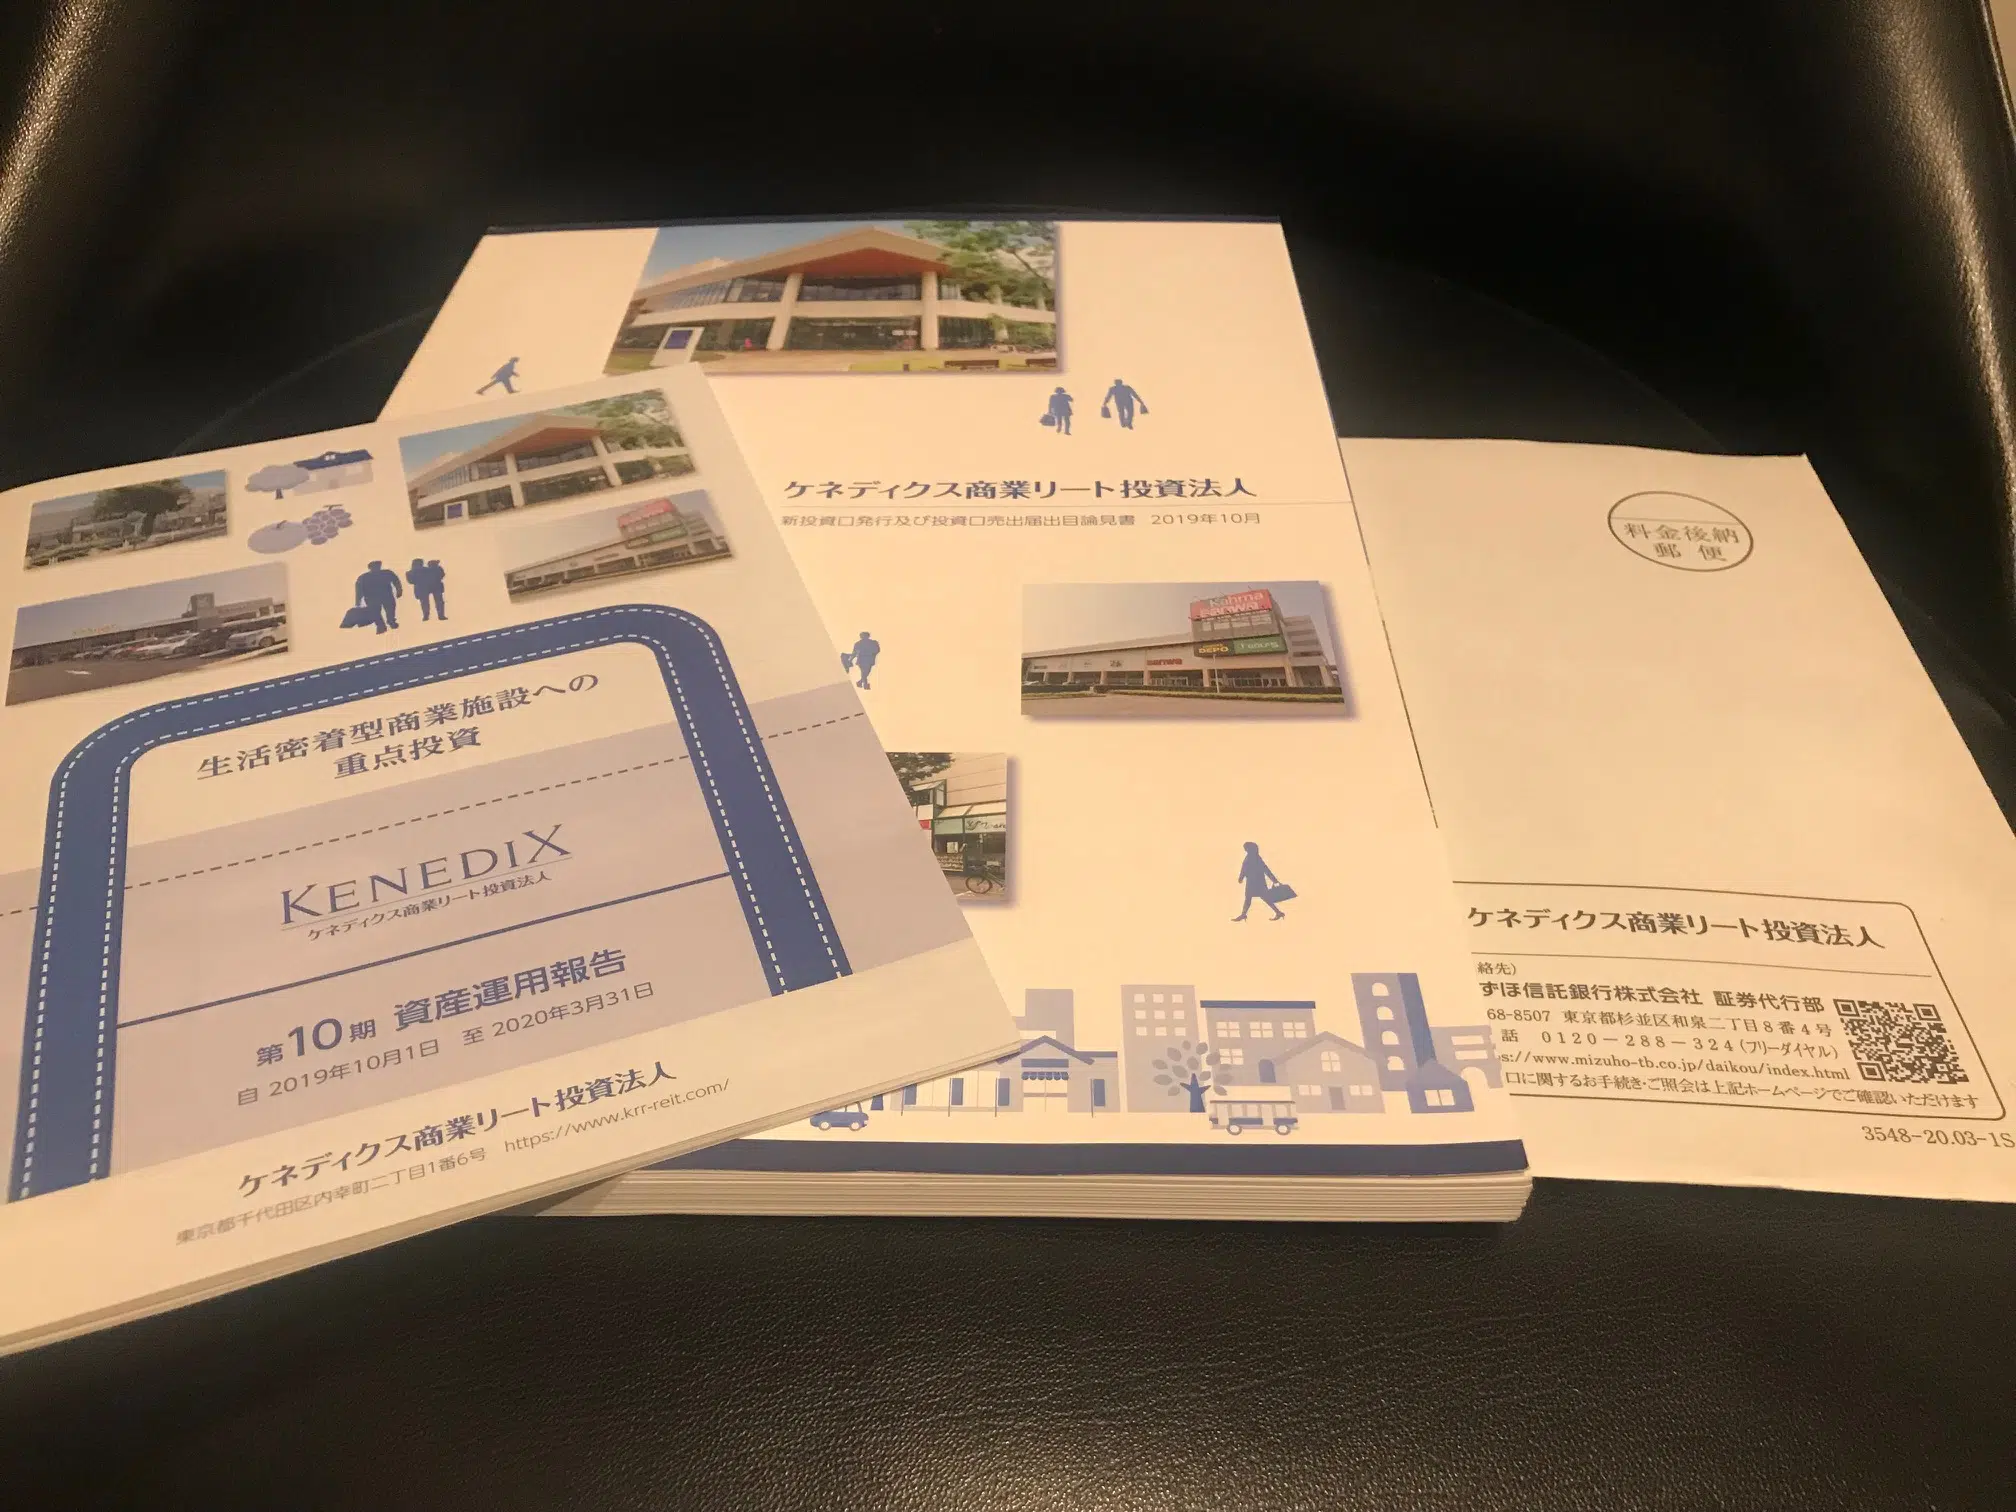 生活密着型商業施設への
重点投資
KENEDIX
ケネディクス商業リート投資法人
第10期 資産運用報告
自 2019年10月1日 至 2020年3月31日
ケネディクス商業リート投資法人
東京都千代田区内幸町二丁目1番6号 https://www.krr-reit.com/
ケネディクス商業リート投資法人
新投資口発行及び投資口売出届出目論見書 2019年10月
Kahma
sanwa
DEPO
sanwa
料金後納
郵便
ケネディクス商業リート投資法人
絡先)
ずほ信託銀行株式会社 証券代行部
68-8507 東京都杉並区和泉二丁目8番4号
話 0120-288-324(フリーダイヤル)
s://www.mizuho-tb.co.jp/daikou/index.html
口に関するお手続き・ご照会は上記ホームページでご確認いただけます
3548-20.03-1S